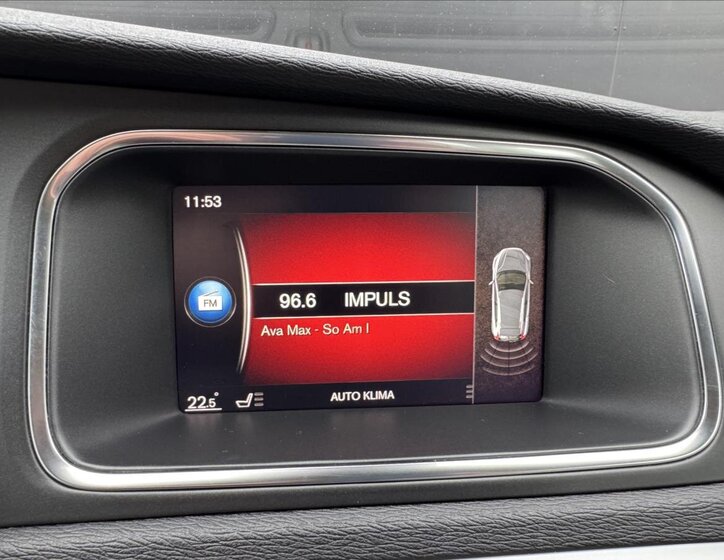 11:53
96.6 IMPULS
FM
Ava Max - So Am I
22.5° AUTO KLIMA